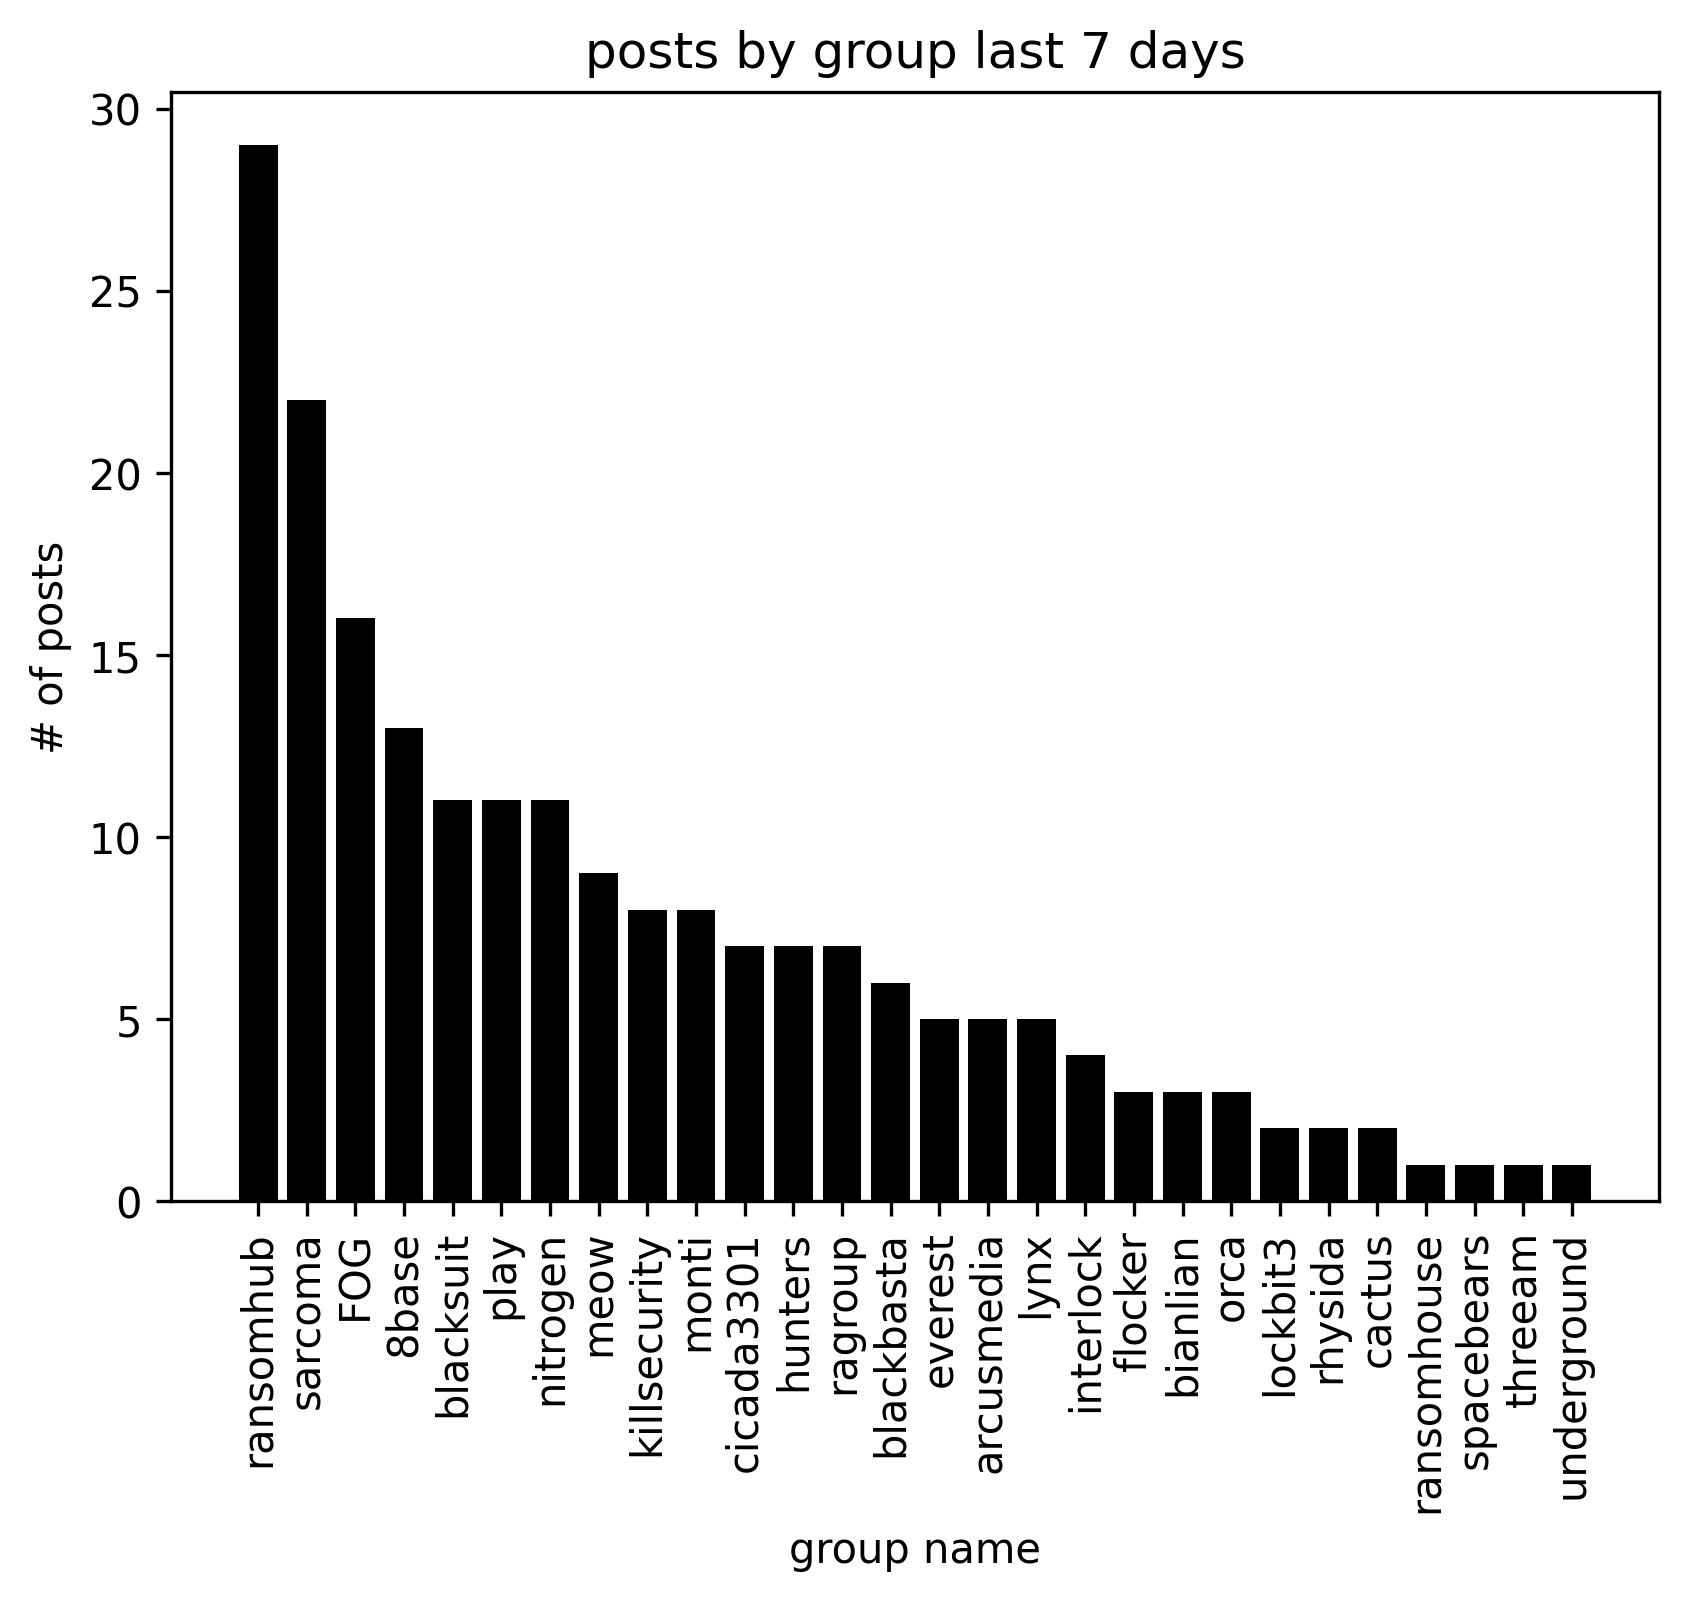 posts by group last 7 days
30
25
20
15
10
5
0
# of posts
ransomhub
sarcoma
FOG
8base
blacksuit
play
nitrogen
meow
killsecurity
monti
cicada3301
hunters
ragroup
blackbasta
everest
arcusmedia
lynx
interlock
flocker
bianlian
orca
lockbit3
rhysida
cactus
ransomhouse
spacebears
threeam
underground
group name